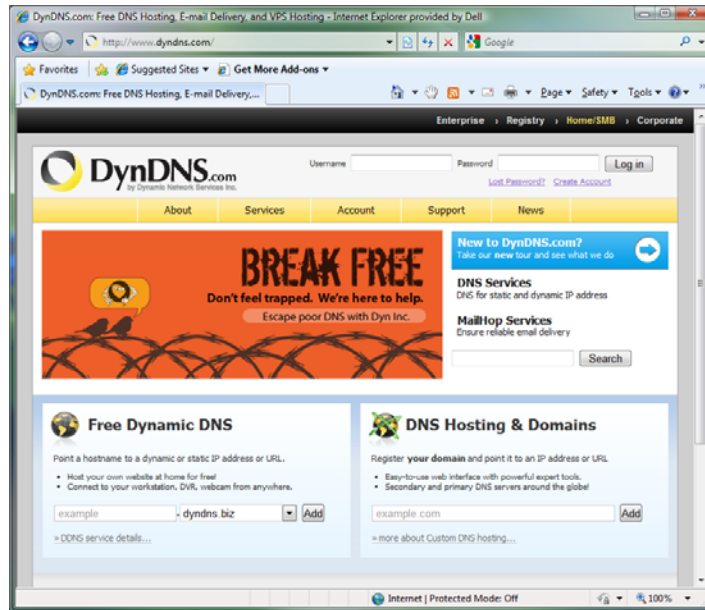 DynDNS.com: Free DNS Hosting, E-mail Delivery, and VPS Hosting - Internet Explorer provided by Dell
http://www.dyndns.com/
Google
Favorites Suggested Sites Get More Add-ons
DynDNS.com: Free DNS Hosting, E-mail Delivery,...
Page Safety Tools
Enterprise › Registry › Home/SMB › Corporate
DynDNS.com
by Dynamic Network Services Inc.
Username Password Log in
Lost Password? Create Account
About Services Account Support News
BREAK FREE
Don't feel trapped. We're here to help.
Escape poor DNS with Dyn Inc.
New to DynDNS.com?
Take our new tour and see what we do
DNS Services
DNS for static and dynamic IP address
MailHop Services
Ensure reliable email delivery
Search
Free Dynamic DNS
Point a hostname to a dynamic or static IP address or URL.
• Host your own website at home for free!
• Connect to your workstation, DVR, webcam from anywhere.
example . dyndns.biz Add
» DDNS service details...
DNS Hosting & Domains
Register your domain and point it to an IP address or URL
• Easy-to-use web interface with powerful expert tools.
• Secondary and primary DNS servers around the globe!
example.com Add
» more about Custom DNS hosting...
Internet | Protected Mode: Off 100%